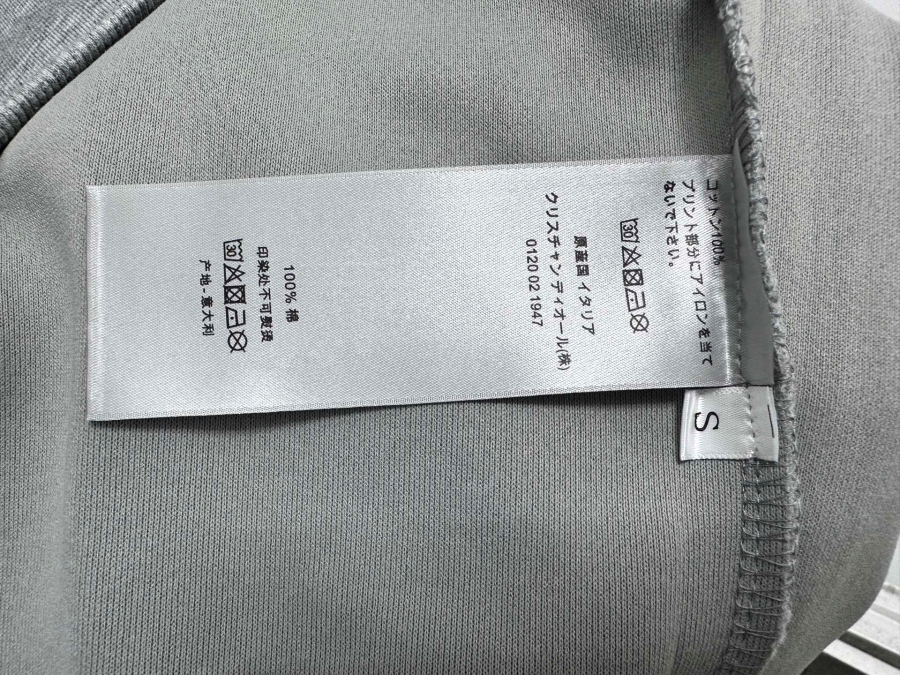 コットン100%
プリント部分にアイロンを当て
ないで下さい。
30
原産国 イタリア
クリスチャン ディオール(株)
0120 02 1947
100% 棉
印染处不可熨烫
30
产地 - 意大利
S